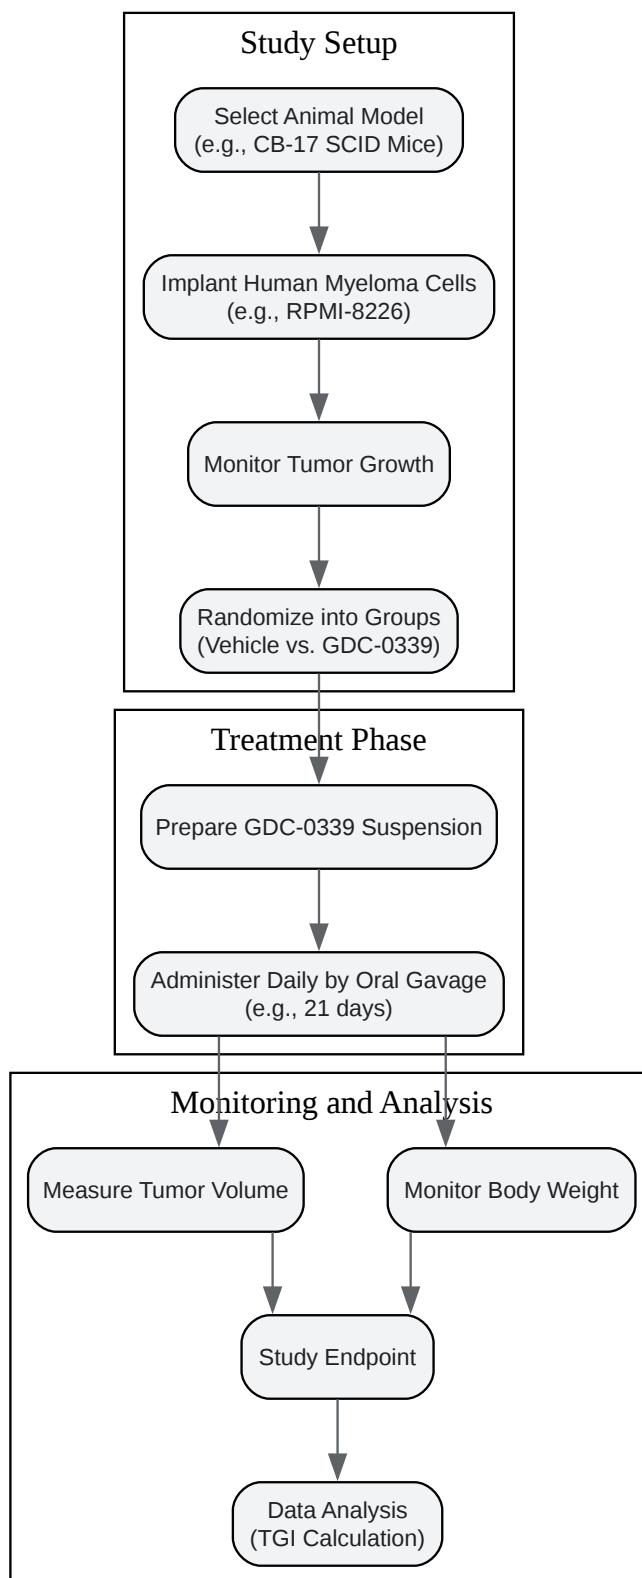 Study Setup
Select Animal Model
(e.g., CB-17 SCID Mice)
Implant Human Myeloma Cells
(e.g., RPMI-8226)
Monitor Tumor Growth
Randomize into Groups
(Vehicle vs. GDC-0339)
Treatment Phase
Prepare GDC-0339 Suspension
Administer Daily by Oral Gavage
(e.g., 21 days)
Monitoring and Analysis
Measure Tumor Volume
Monitor Body Weight
Study Endpoint
Data Analysis
(TGI Calculation)